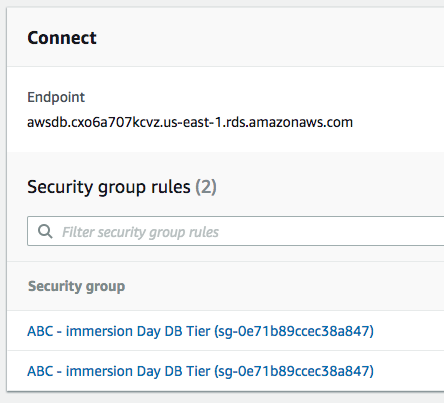 Connect
Endpoint
awsdb.cxo6a707kcvz.us-east-1.rds.amazonaws.com
Security group rules (2)
Filter security group rules
Security group
ABC - immersion Day DB Tier (sg-0e71b89ccec38a847)
ABC - immersion Day DB Tier (sg-0e71b89ccec38a847)